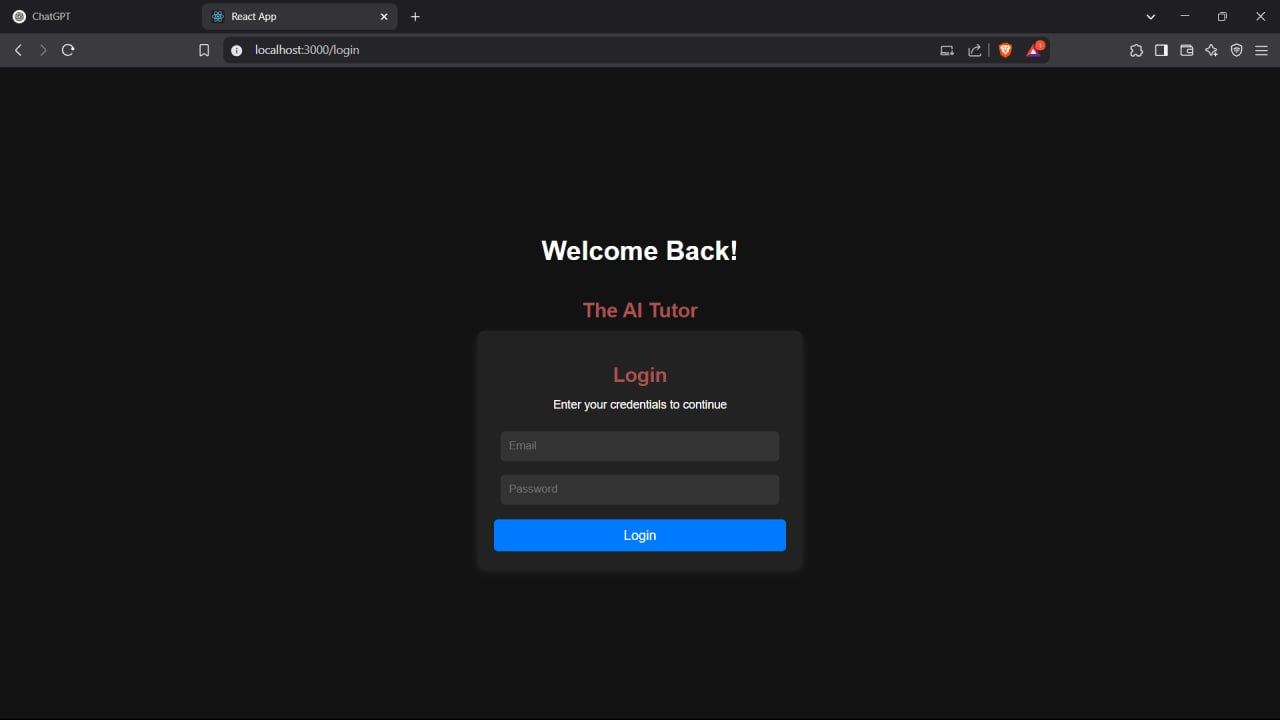 ChatGPT
React App
localhost:3000/login
1
Welcome Back!
The AI Tutor
Login
Enter your credentials to continue
Email
Password
Login